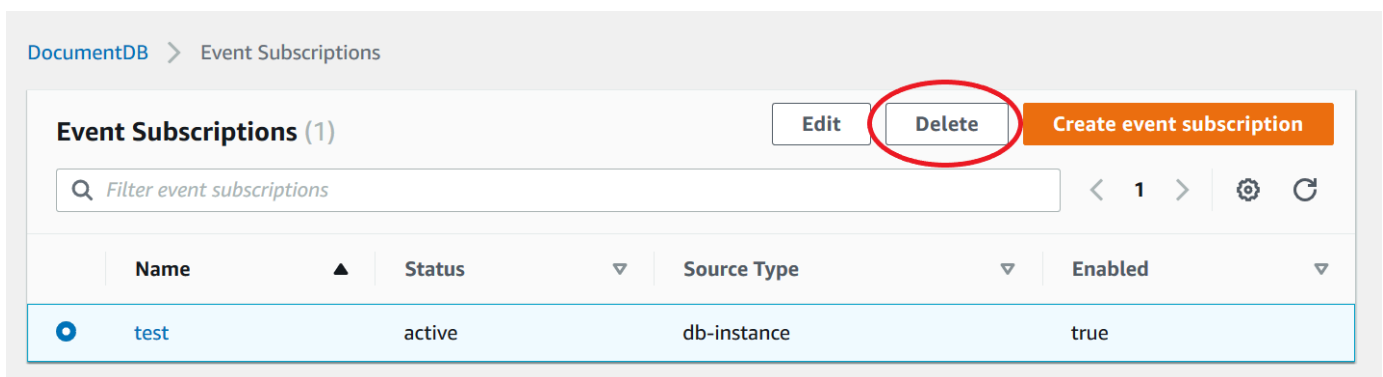 DocumentDB > Event Subscriptions
Event Subscriptions (1)
Edit
Delete
Create event subscription
Filter event subscriptions
1
Name
Status
Source Type
Enabled
test
active
db-instance
true